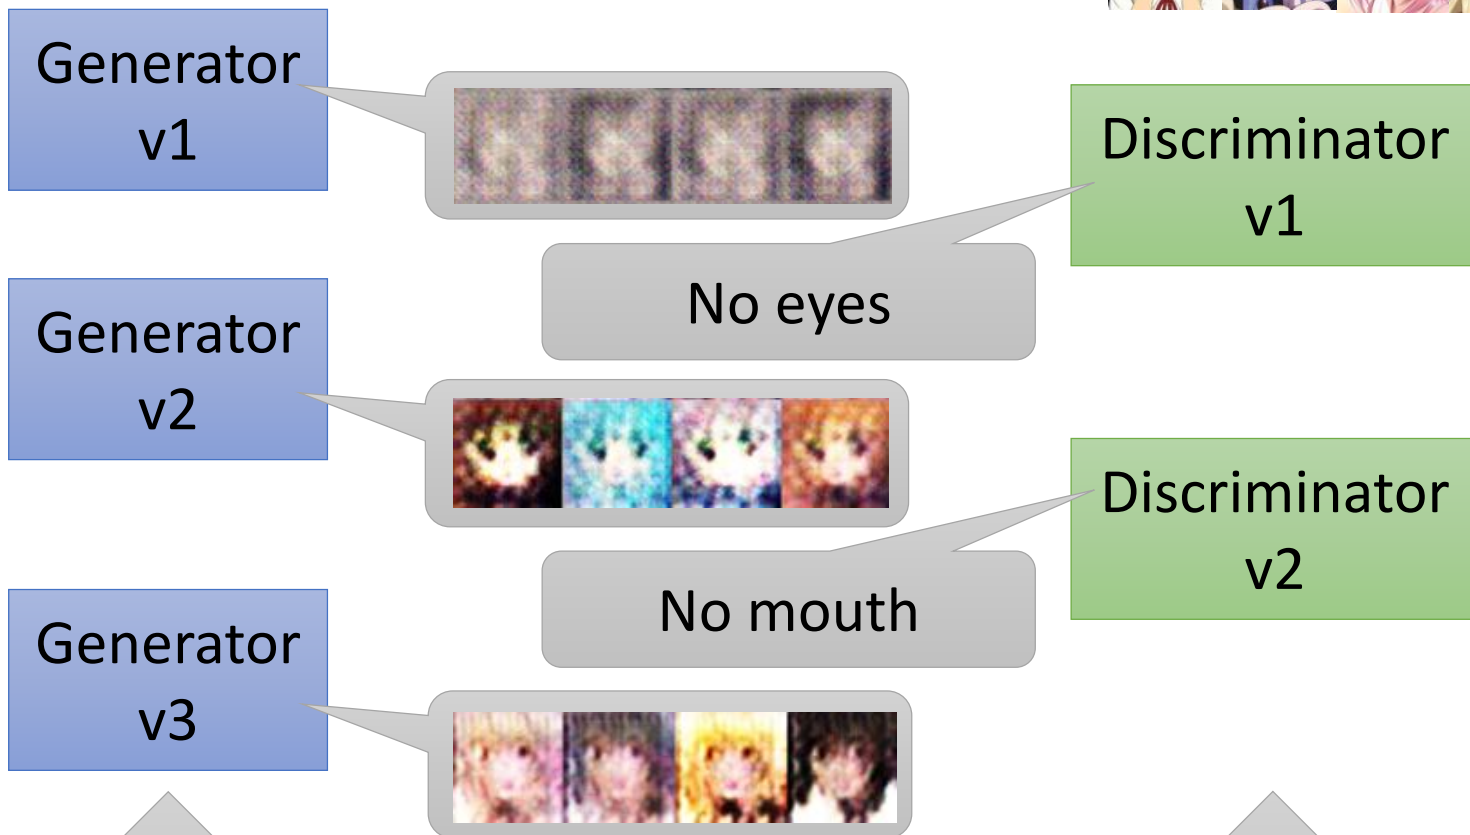 Generator
v1
Discriminator
v1
No eyes
Generator
v2
Discriminator
v2
No mouth
Generator
v3